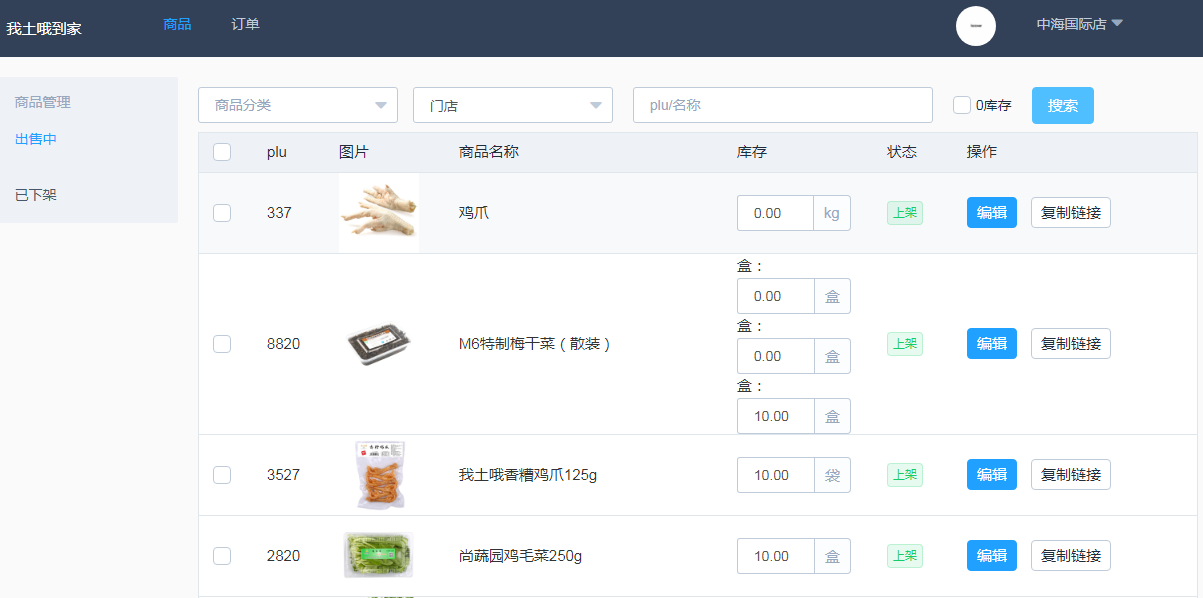 我土哦到家 商品 订单 中海国际店
商品管理
出售中
已下架
商品分类 门店 plu/名称 0库存 搜索
plu 图片 商品名称 库存 状态 操作
337 鸡爪 0.00 kg 上架 编辑 复制链接
盒：
0.00 盒
盒：
8820 M6特制梅干菜（散装） 0.00 盒 上架 编辑 复制链接
盒：
10.00 盒
3527 我土哦香糟鸡爪125g 10.00 袋 上架 编辑 复制链接
2820 尚蔬园鸡毛菜250g 10.00 盒 上架 编辑 复制链接